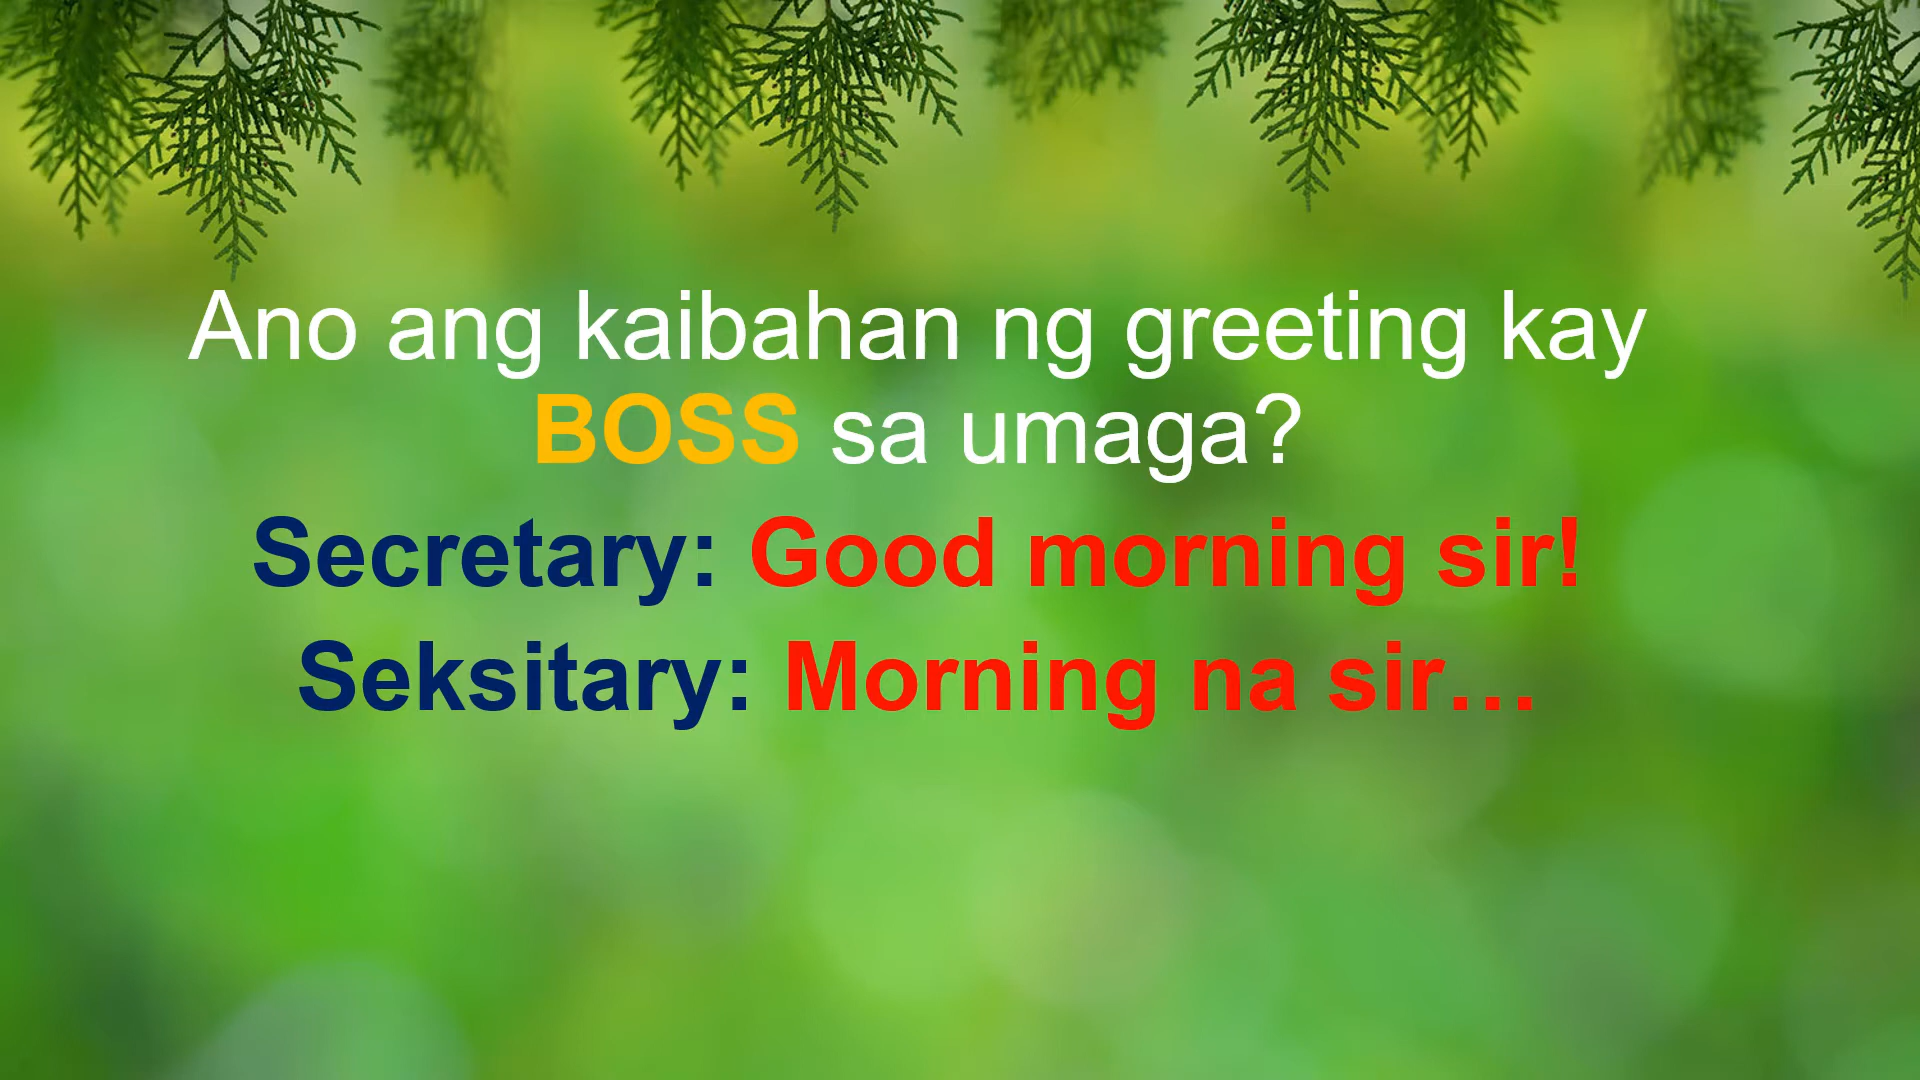 Ano ang kaibahan ng greeting kay
BOSS sa umaga?
Secretary: Good morning sir!
Seksitary: Morning na sir…